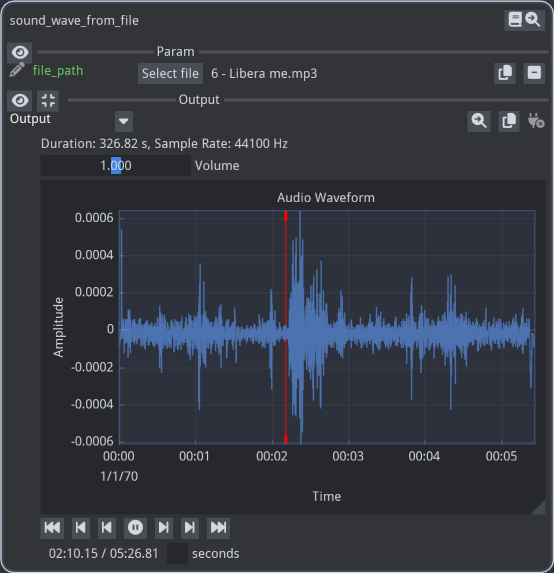 sound_wave_from_file
Param
file_path Select file 6 - Libera me.mp3
Output
Output
Duration: 326.82 s, Sample Rate: 44100 Hz
1.000 Volume
Audio Waveform
0.0006
0.0004
0.0002
0
-0.0002
-0.0004
-0.0006
Amplitude
00:00 00:01 00:02 00:03 00:04 00:05
1/1/70
Time
02:10.15 / 05:26.81 seconds